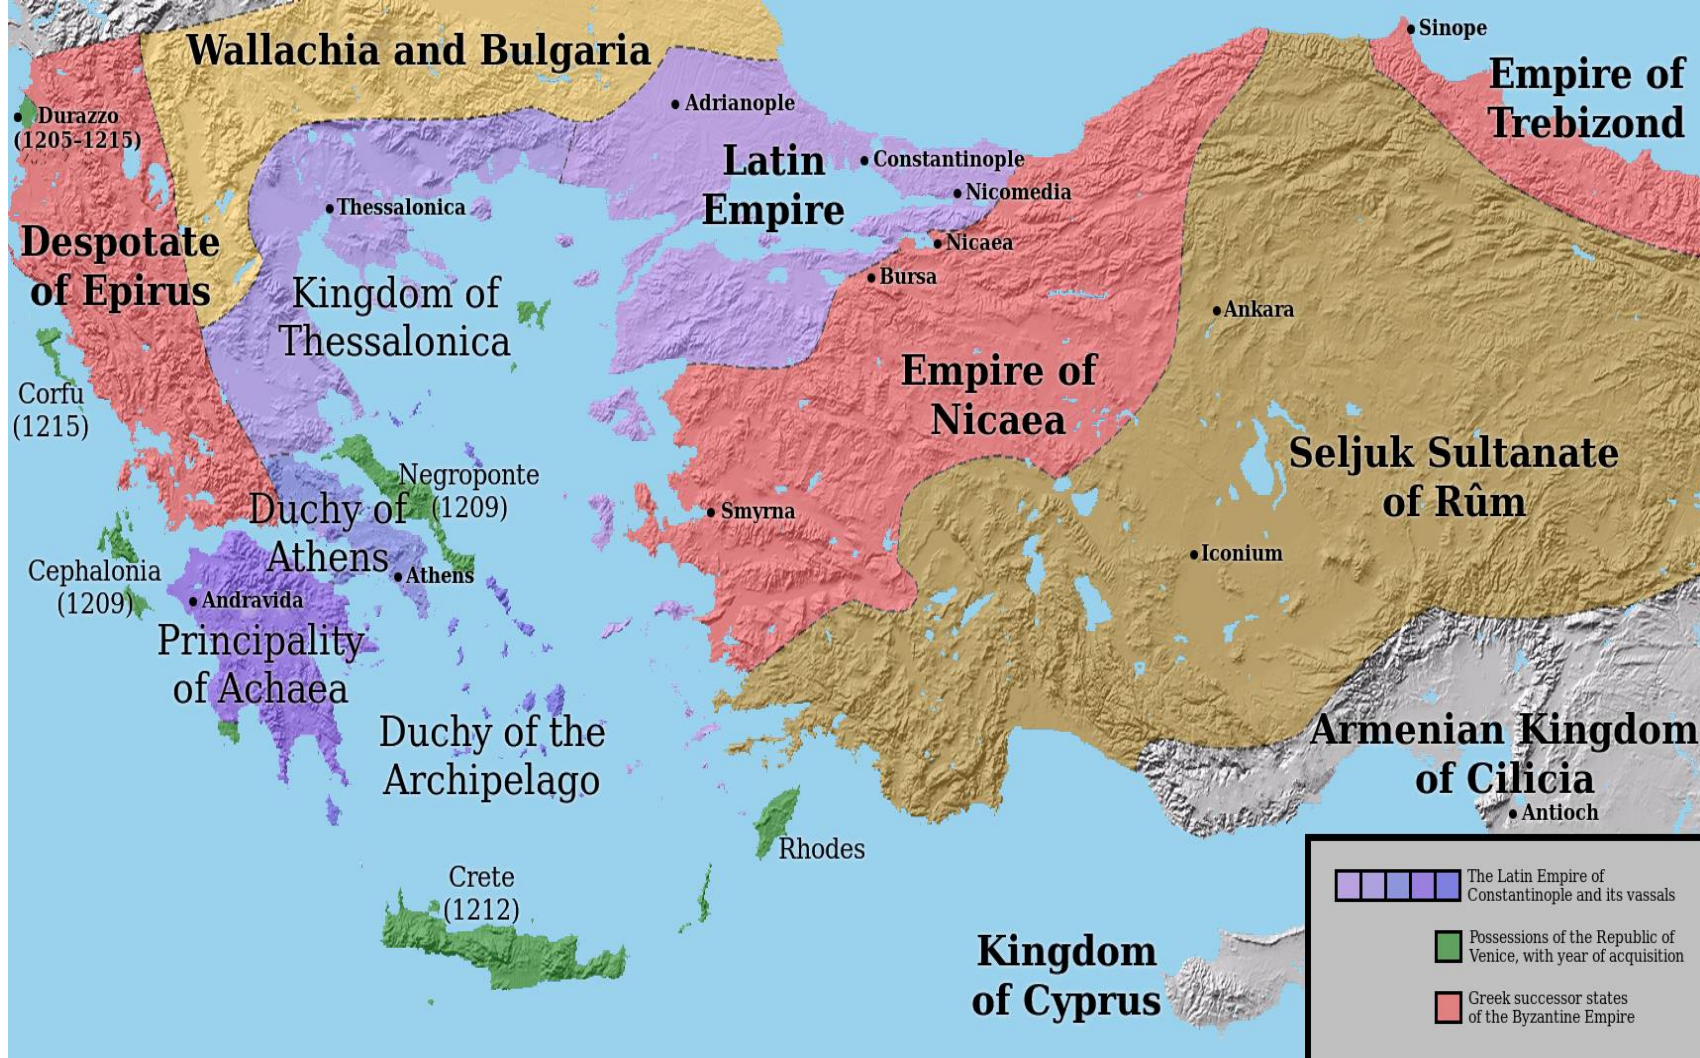 Wallachia and Bulgaria
Sinope
Empire of
Trebizond
Adrianople
Durazzo
(1205–1215)
Latin
Empire
Constantinople
Nicomedia
Thessalonica
Despotate
of Epirus
Nicaea
Bursa
Kingdom of
Thessalonica
Ankara
Empire of
Nicaea
Corfu
(1215)
Seljuk Sultanate
of Rûm
Negroponte
(1209)
Duchy of
Athens
Smyrna
Iconium
Cephalonia
(1209)
Athens
Andravida
Principality
of Achaea
Duchy of the
Archipelago
Armenian Kingdom
of Cilicia
Antioch
Rhodes
Crete
(1212)
Kingdom
of Cyprus
The Latin Empire of
Constantinople and its vassals
Possessions of the Republic of
Venice, with year of acquisition
Greek successor states
of the Byzantine Empire